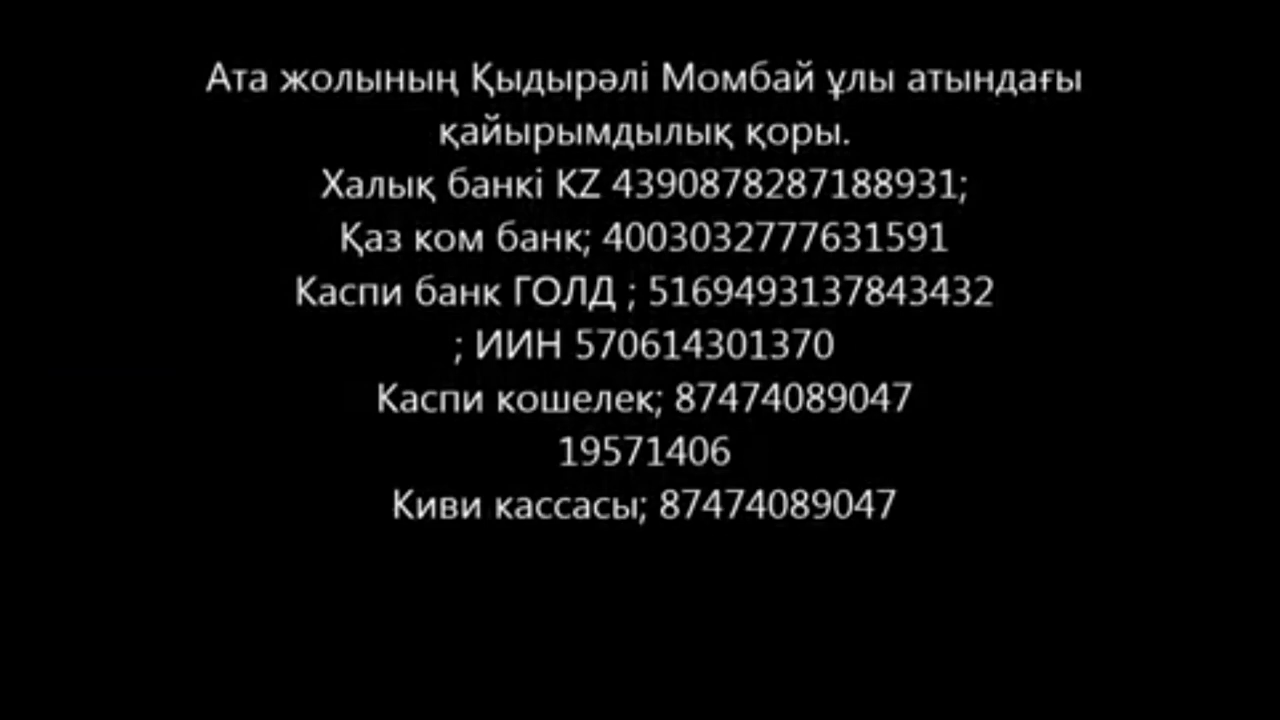 Ата жолының Қыдырәлі Момбай ұлы атындағы
қайырымдылық қоры.
Халық банкі KZ 4390878287188931;
Қаз ком банк; 4003032777631591
Каспи банк ГОЛД ; 5169493137843432
; ИИН 570614301370
Каспи кошелек; 87474089047
19571406
Киви кассасы; 87474089047